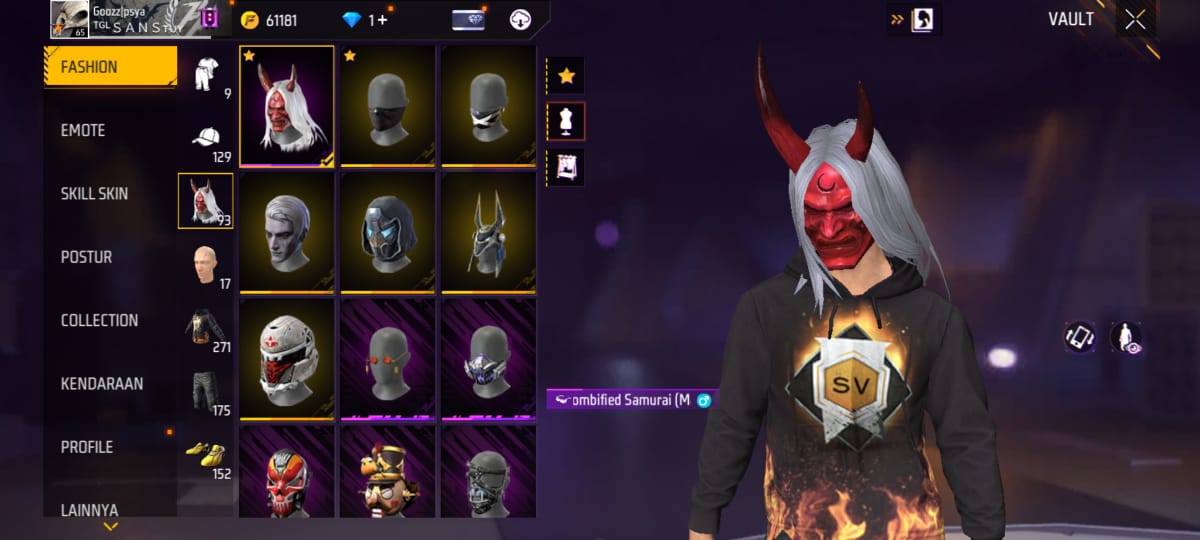 Goozz|psya
TGL S A N S TUY
65
61181
1+
VAULT
FASHION
EMOTE
SKILL SKIN
POSTUR
COLLECTION
KENDARAAN
PROFILE
LAINNYA
9
129
93
17
271
175
152
ombified Samurai (M
SV